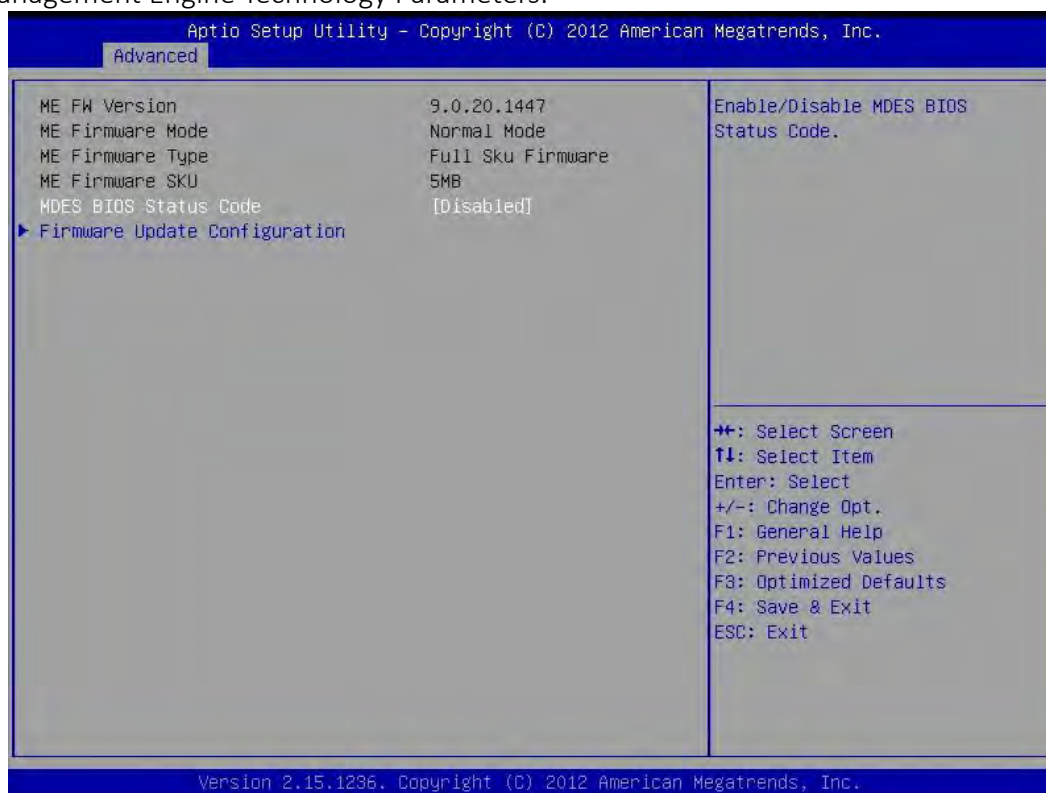 anagement Engine Technology Parameters.
Aptio Setup Utility – Copyright (C) 2012 American Megatrends, Inc.
Advanced
ME FW Version 9.0.20.1447
ME Firmware Mode Normal Mode
ME Firmware Type Full Sku Firmware
ME Firmware SKU 5MB
MDES BIOS Status Code [Disabled]
▶ Firmware Update Configuration
Enable/Disable MDES BIOS
Status Code.
→←: Select Screen
↑↓: Select Item
Enter: Select
+/-: Change Opt.
F1: General Help
F2: Previous Values
F3: Optimized Defaults
F4: Save & Exit
ESC: Exit
Version 2.15.1236. Copyright (C) 2012 American Megatrends, Inc.